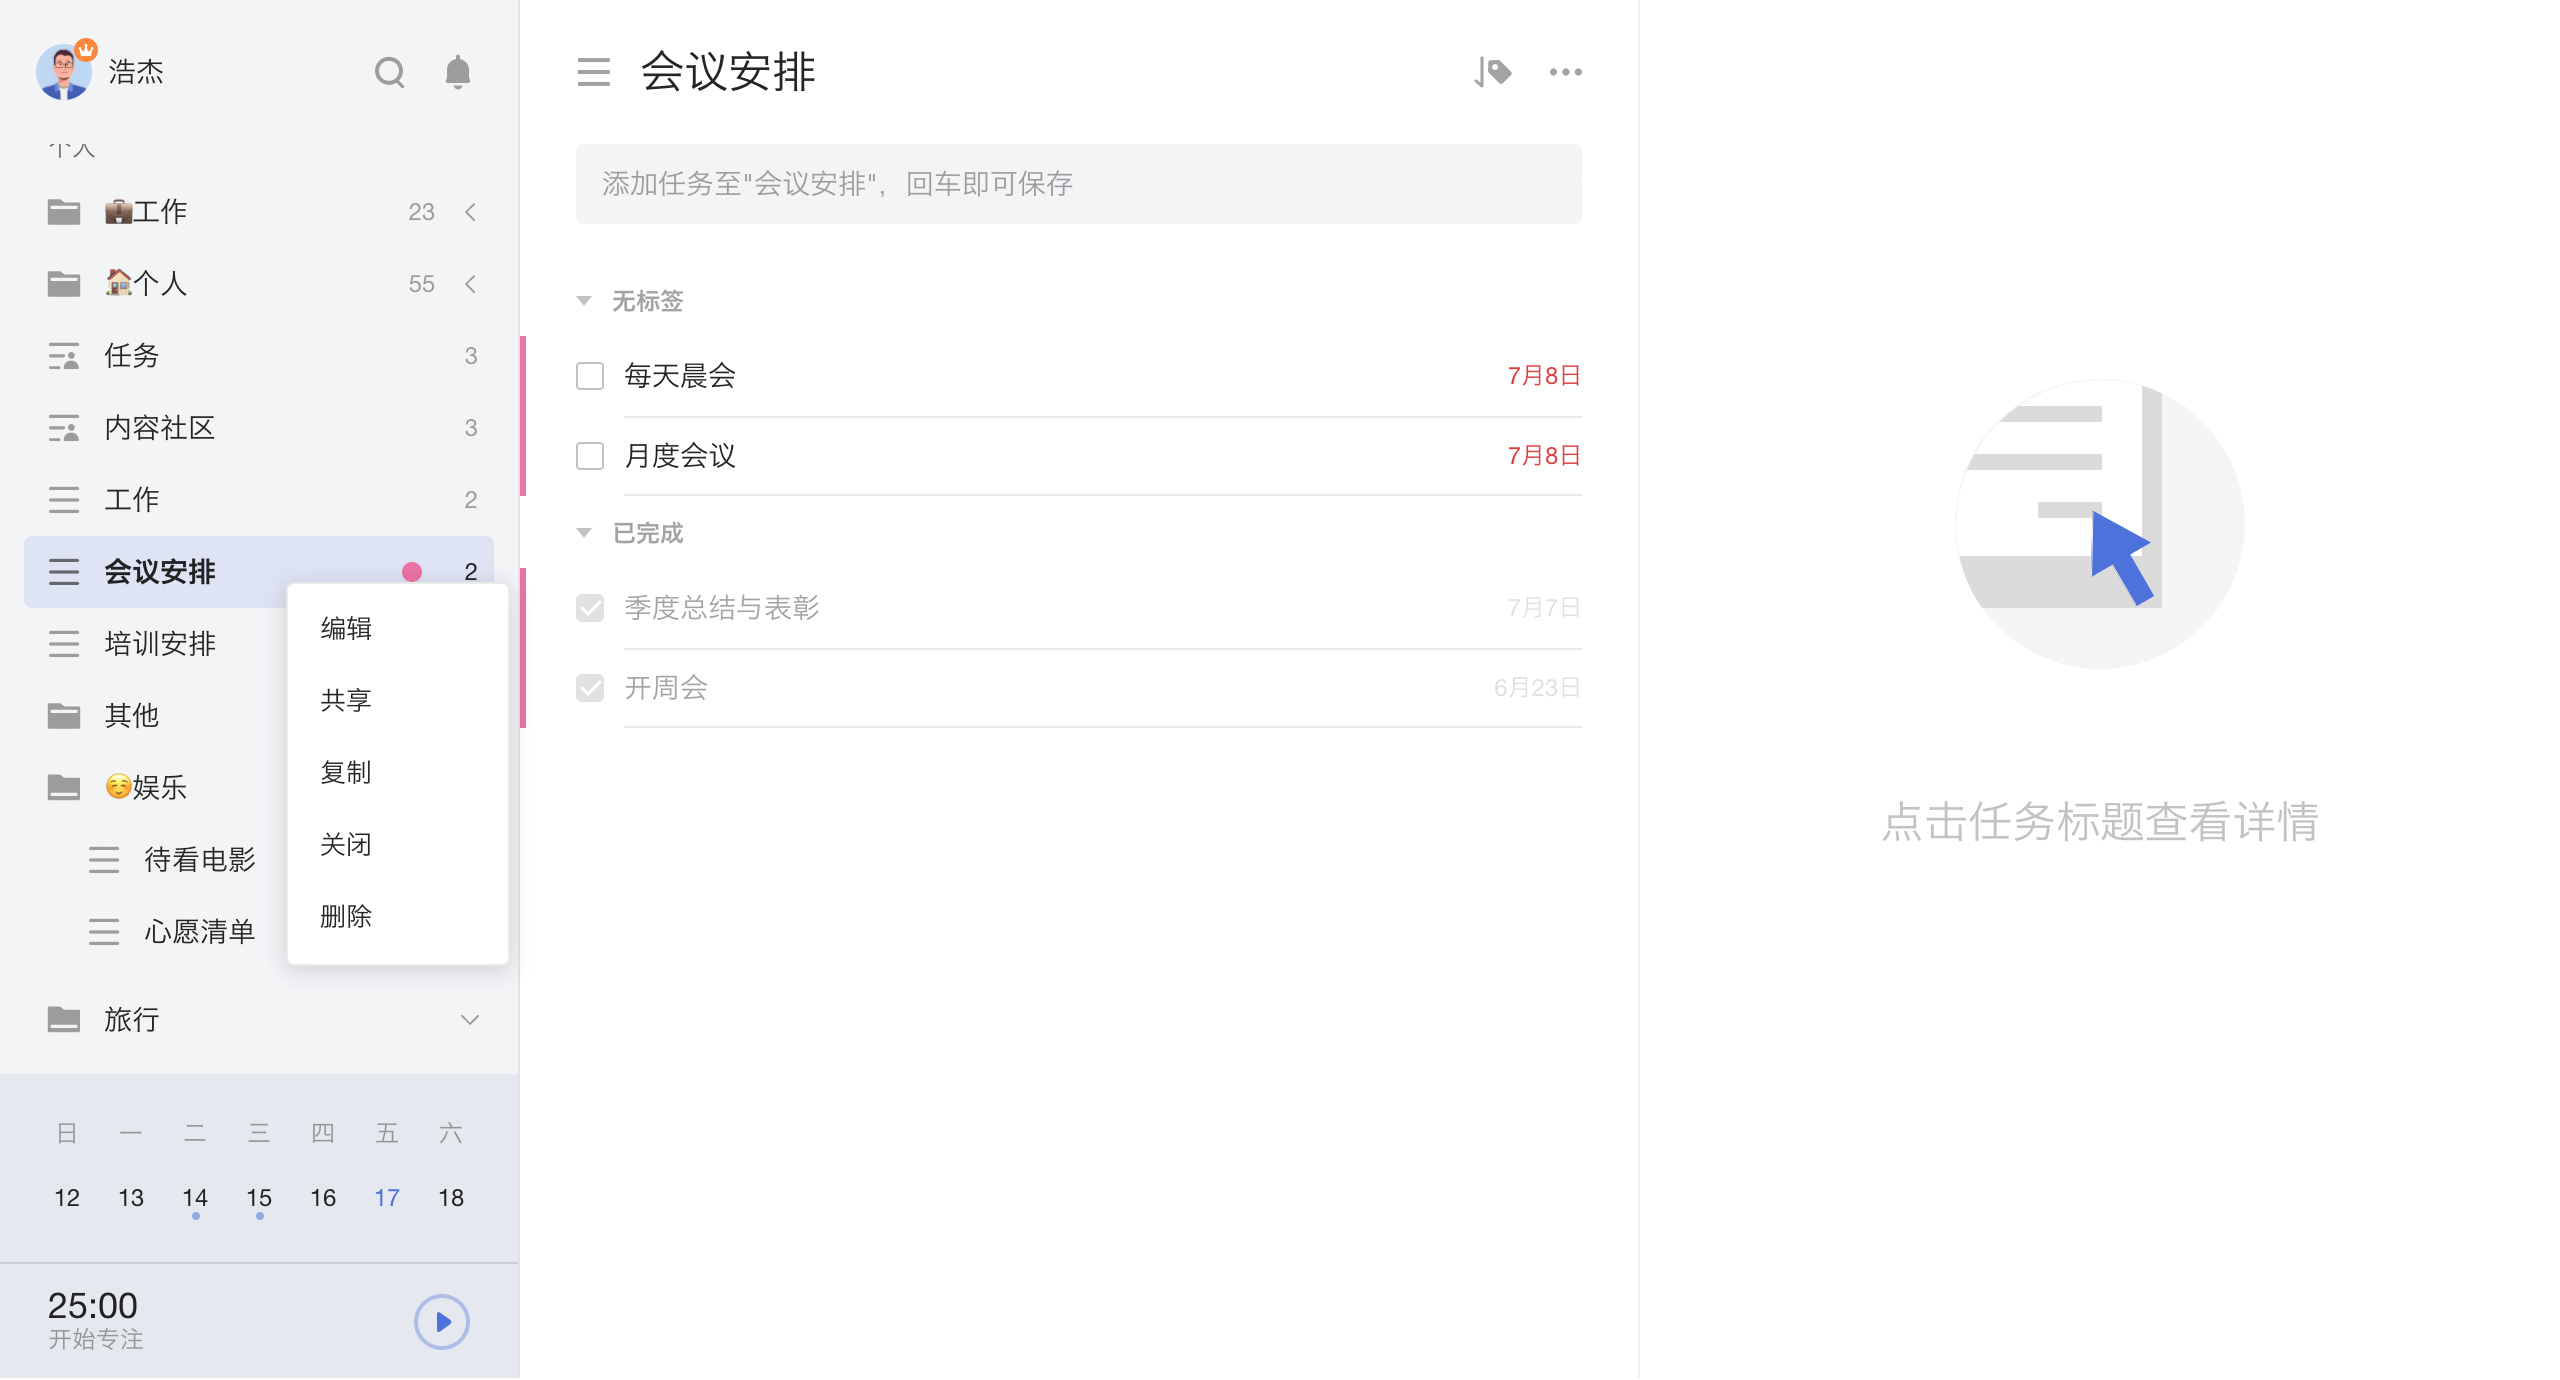 浩杰
个人
工作
23
个人
55
任务
3
内容社区
3
工作
2
会议安排
2
培训安排
其他
娱乐
待看电影
心愿清单
旅行
编辑
共享
复制
关闭
删除
日 一 二 三 四 五 六
12 13 14 15 16 17 18
25:00
开始专注
会议安排
添加任务至"会议安排"，回车即可保存
无标签
每天晨会
7月8日
月度会议
7月8日
已完成
季度总结与表彰
7月7日
开周会
6月23日
点击任务标题查看详情